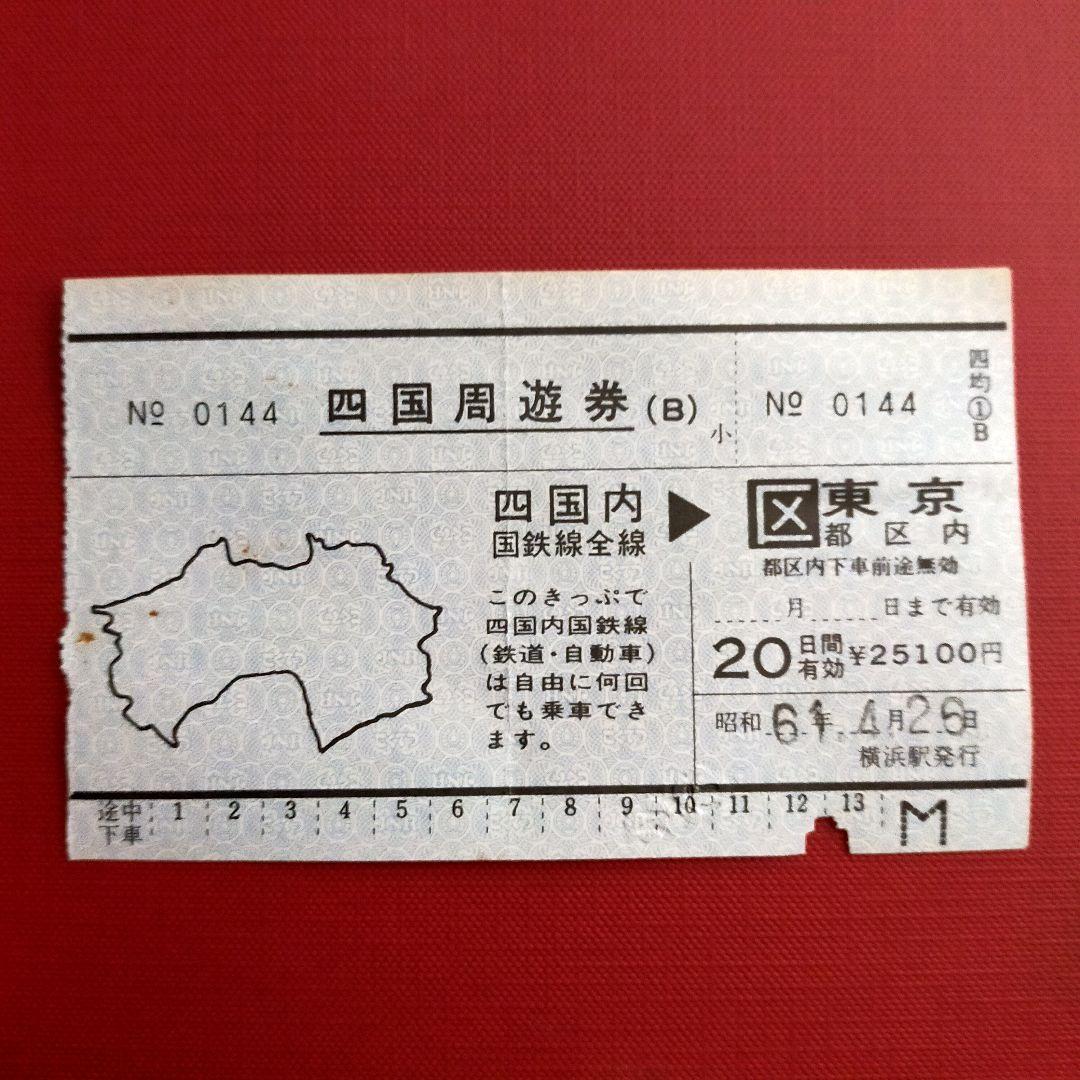 四均①B
№ 0144
四国周遊券(B)
小
№ 0144
四国内
国鉄線全線
▶
区 東京
都区内
都区内下車前途無効
月 日まで有効
20日間有効 ¥25100円
このきっぷで
四国内国鉄線
(鉄道・自動車)
は自由に何回
でも乗車でき
ます。
昭和 61年 4月26日
横浜駅発行
途中下車 1 2 3 4 5 6 7 8 9 10 11 12 13